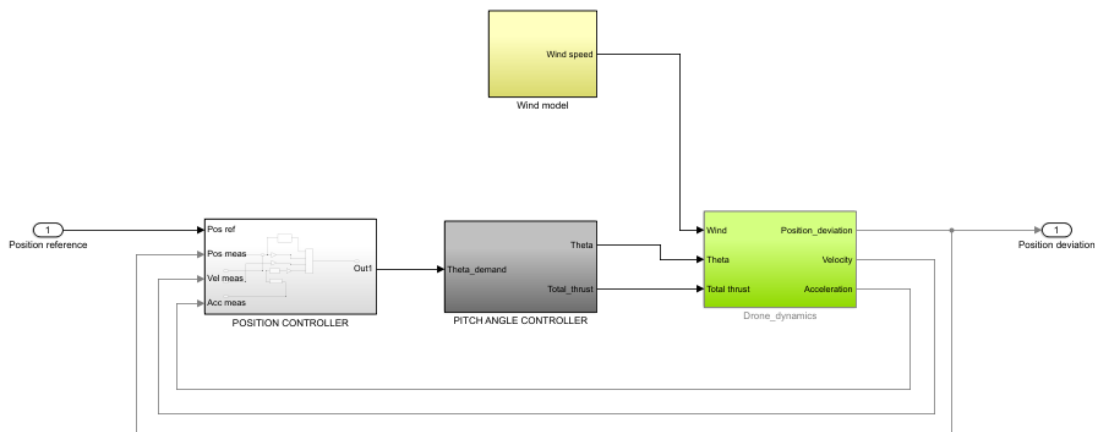 Wind speed
Wind model
1
Position reference
Pos ref
Pos meas
Vel meas
Acc meas
Out1
POSITION CONTROLLER
Theta_demand
Theta
Total_thrust
PITCH ANGLE CONTROLLER
Wind
Theta
Total thrust
Position_deviation
Velocity
Acceleration
Drone_dynamics
1
Position deviation